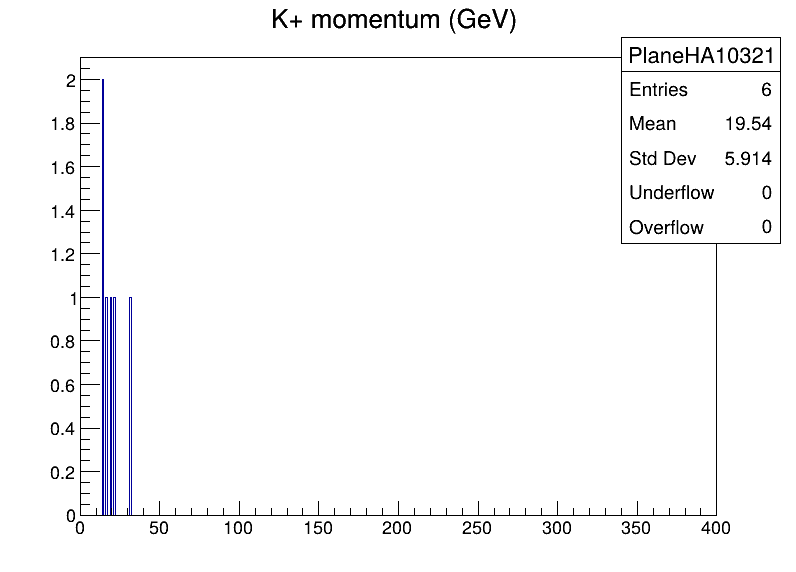 K+ momentum (GeV)
PlaneHA10321
Entries 6
Mean 19.54
Std Dev 5.914
Underflow 0
Overflow 0
2
1.8
1.6
1.4
1.2
1
0.8
0.6
0.4
0.2
0
0 50 100 150 200 250 300 350 400